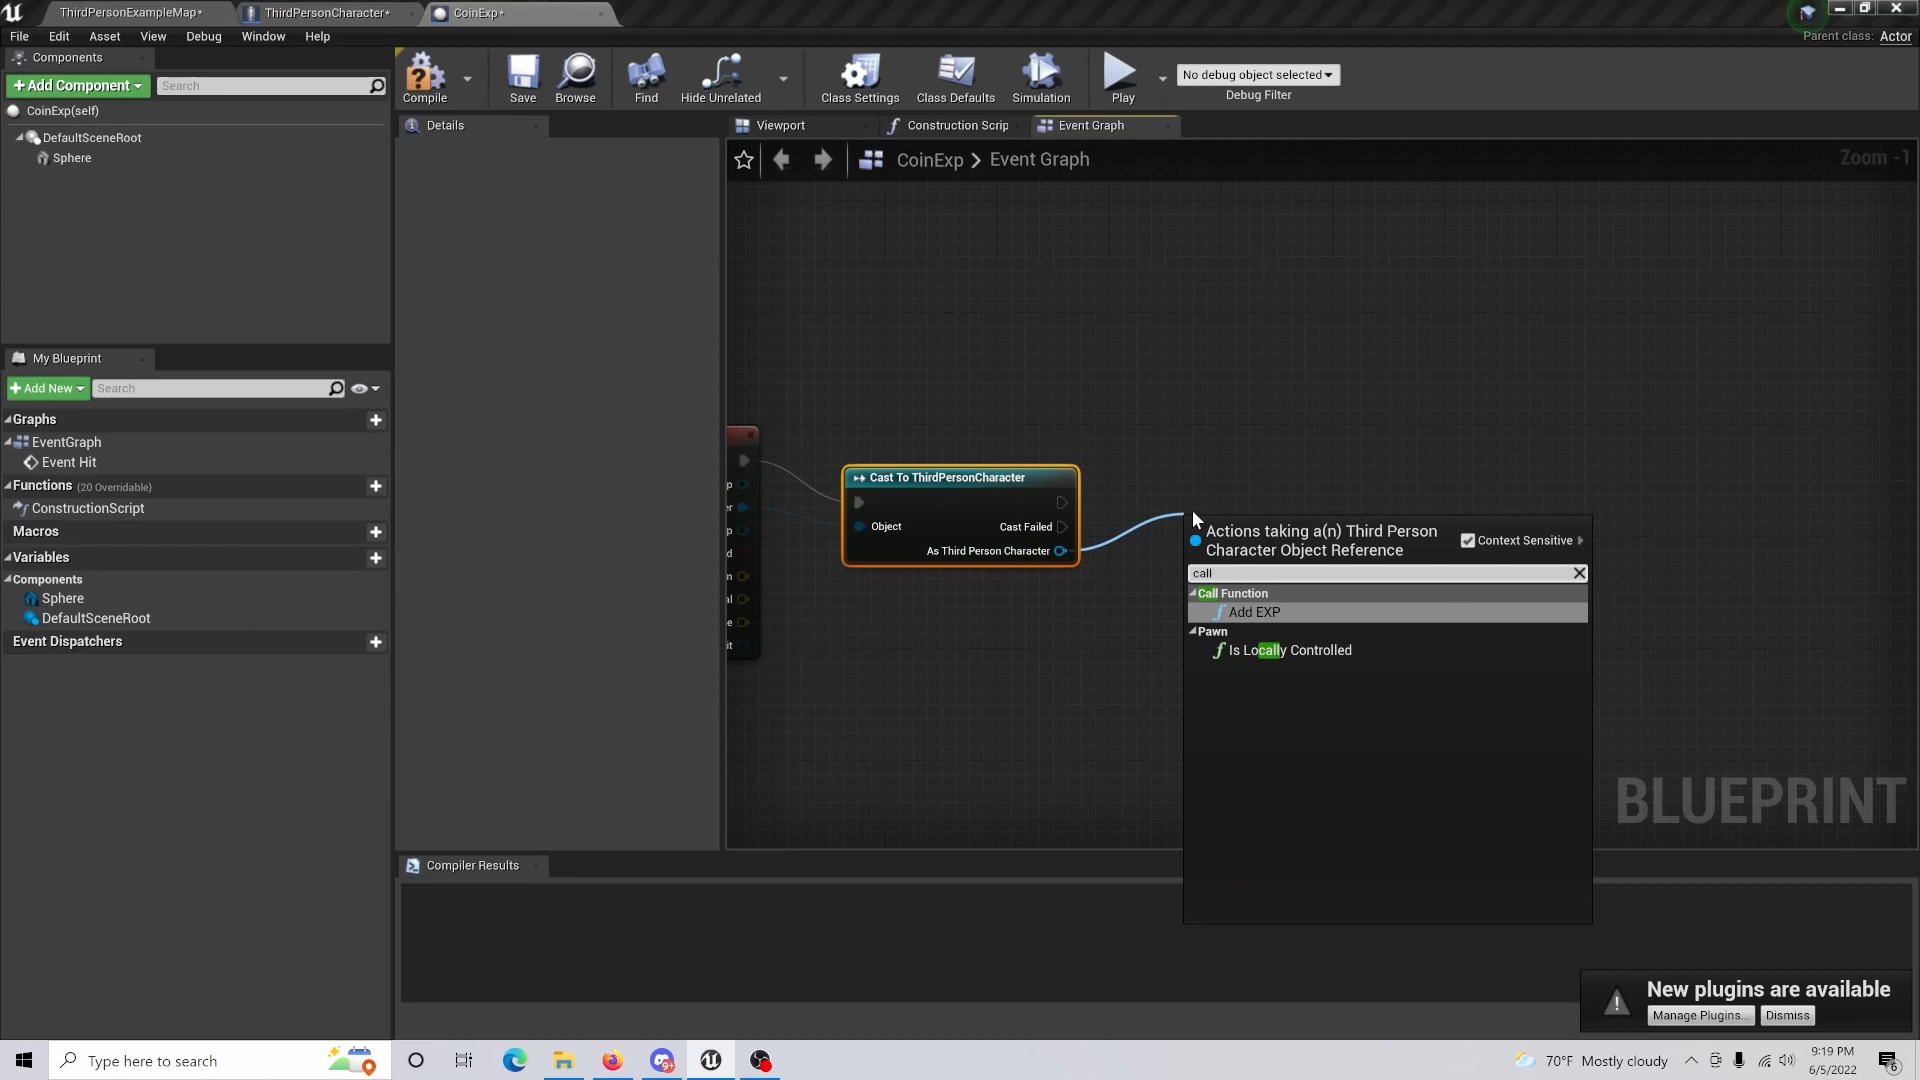 ThirdPersonExampleMap*
ThirdPersonCharacter*
CoinExp*
File
Edit
Asset
View
Debug
Window
Help
Parent class: Actor
Components
+ Add Component
Search
CoinExp(self)
DefaultSceneRoot
Sphere
Compile
Save
Browse
Find
Hide Unrelated
Class Settings
Class Defaults
Simulation
Play
No debug object selected
Debug Filter
Details
Viewport
Construction Scrip
Event Graph
CoinExp > Event Graph
Zoom -1
My Blueprint
+ Add New
Search
Graphs
EventGraph
Event Hit
Functions (20 Overridable)
ConstructionScript
Macros
Variables
Components
Sphere
DefaultSceneRoot
Event Dispatchers
p
er
p
d
n
al
e
it
Cast To ThirdPersonCharacter
Object
Cast Failed
As Third Person Character
Actions taking a(n) Third Person
Character Object Reference
Context Sensitive
call
Call Function
Add EXP
Pawn
Is Locally Controlled
BLUEPRINT
Compiler Results
New plugins are available
Manage Plugins...
Dismiss
Type here to search
9+
70°F Mostly cloudy
9:19 PM
6/5/2022
6